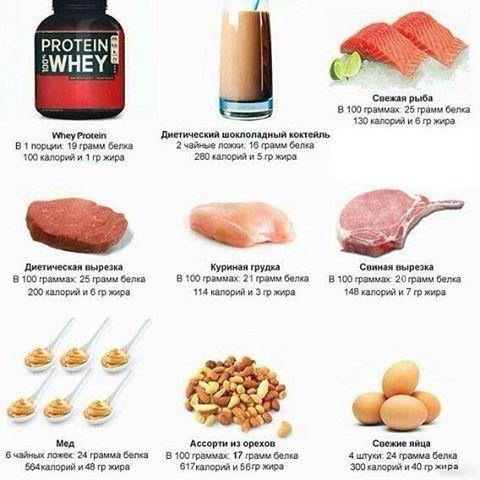 PROTEIN
100%
WHEY
Whey Protein
В 1 порции: 19 грамм белка
100 калорий и 1 гр жира
Диетический шоколадный коктейль
2 чайные ложки: 16 грамм белка
280 калорий и 5 гр жира
Свежая рыба
В 100 граммах: 25 грамм белка
130 калорий и 6 гр жира
Диетическая вырезка
В 100 граммах: 25 грамм белка
200 калорий и 6 гр жира
Куриная грудка
В 100 граммах: 21 грамм белка
114 калорий и 3 гр жира
Свиная вырезка
В 100 граммах: 20 грамм белка
148 калорий и 7 гр жира
Мед
6 чайных ложек: 24 грамма белка
564калорий и 48 гр жира
Ассорти из орехов
В 100 граммах: 17 грамм белка
617калорий и 56гр жира
Свежие яйца
4 штуки: 24 грамма белка
300 калорий и 40 гр жира